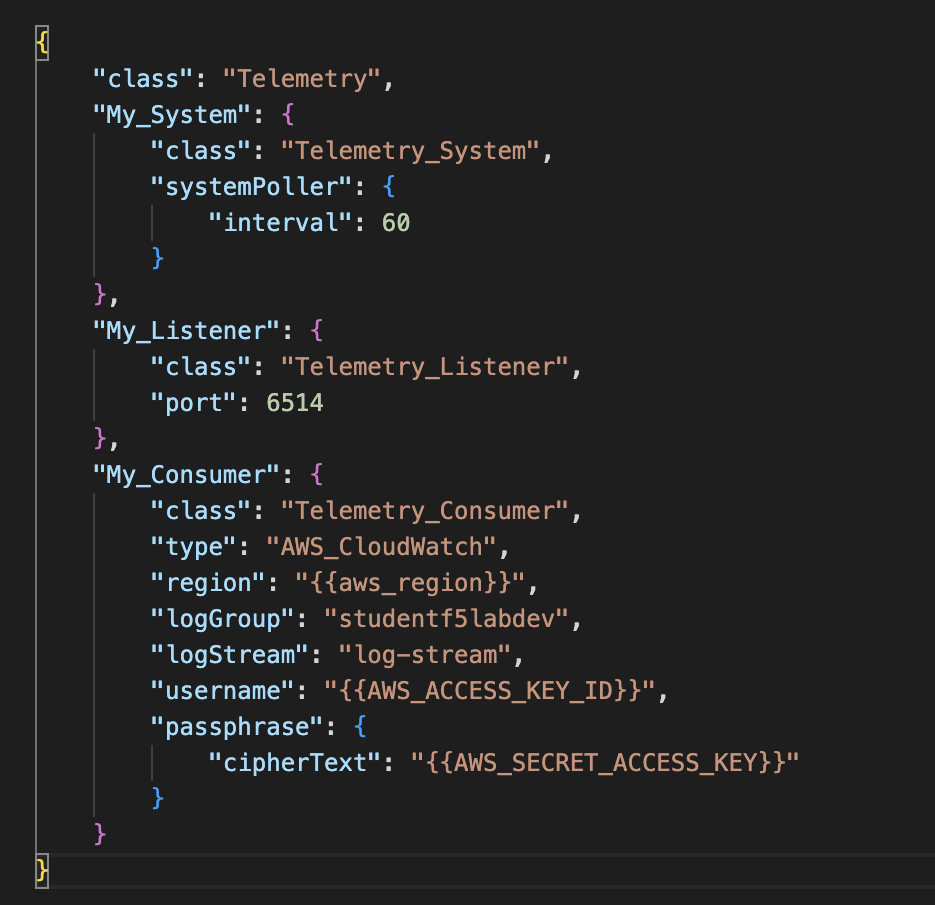 {
    "class": "Telemetry",
    "My_System": {
        "class": "Telemetry_System",
        "systemPoller": {
            "interval": 60
        }
    },
    "My_Listener": {
        "class": "Telemetry_Listener",
        "port": 6514
    },
    "My_Consumer": {
        "class": "Telemetry_Consumer",
        "type": "AWS_CloudWatch",
        "region": "{{aws_region}}",
        "logGroup": "studentf5labdev",
        "logStream": "log-stream",
        "username": "{{AWS_ACCESS_KEY_ID}}",
        "passphrase": {
            "cipherText": "{{AWS_SECRET_ACCESS_KEY}}"
        }
    }
}